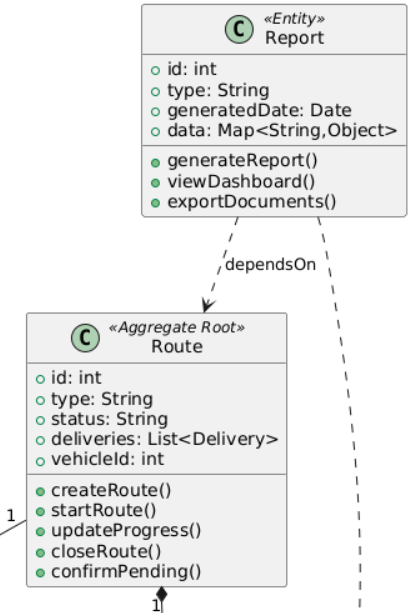 C «Entity»
Report
id: int
type: String
generatedDate: Date
data: Map<String,Object>
generateReport()
viewDashboard()
exportDocuments()
dependsOn
C «Aggregate Root»
Route
id: int
type: String
status: String
deliveries: List<Delivery>
vehicleId: int
createRoute()
startRoute()
updateProgress()
closeRoute()
confirmPending()
1
1